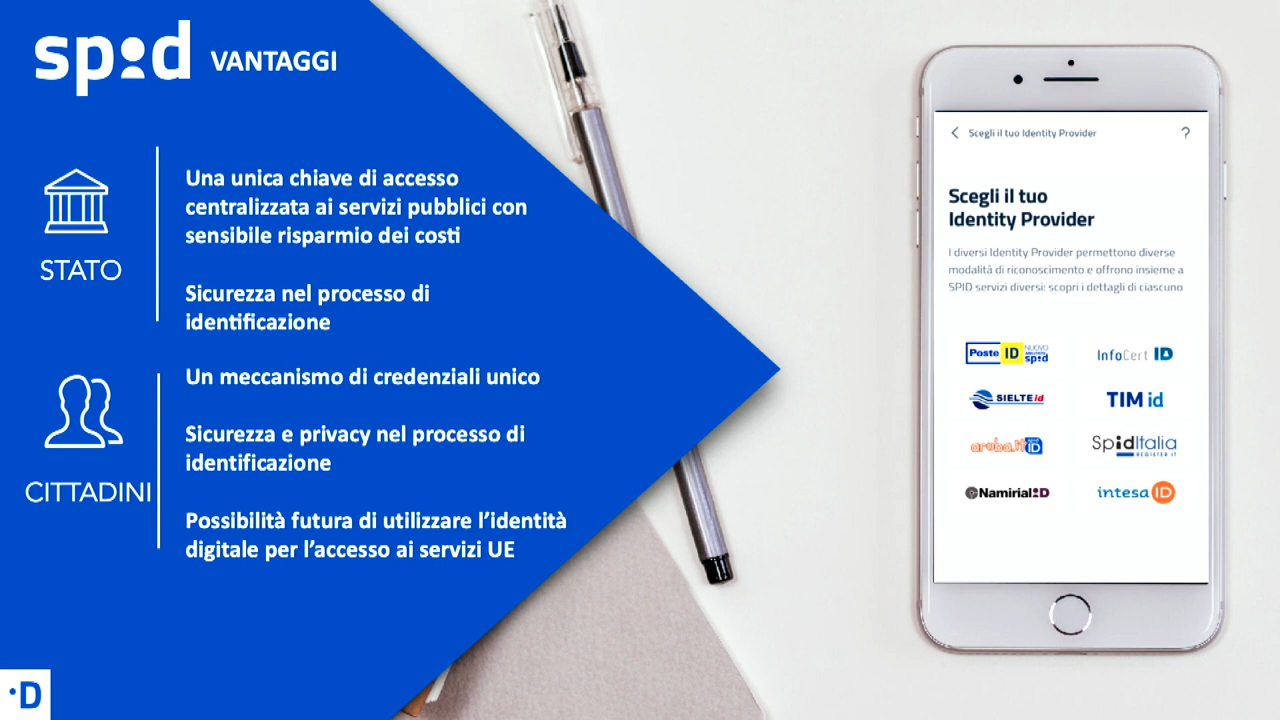 spid VANTAGGI
STATO
Una unica chiave di accesso
centralizzata ai servizi pubblici con
sensibile risparmio dei costi
Sicurezza nel processo di
identificazione
CITTADINI
Un meccanismo di credenziali unico
Sicurezza e privacy nel processo di
identificazione
Possibilità futura di utilizzare l'identità
digitale per l'accesso ai servizi UE
D
Scegli il tuo Identity Provider ?
Scegli il tuo
Identity Provider
I diversi Identity Provider permettono diverse
modalità di riconoscimento e offrono insieme a
SPID servizi diversi: scopri i dettagli di ciascuno
Poste ID NUOVO spid
InfoCert ID
SIELTE id
TIM id
aruba.it ID
SpidItalia
REGISTER.IT
Namirial ID
intesa ID